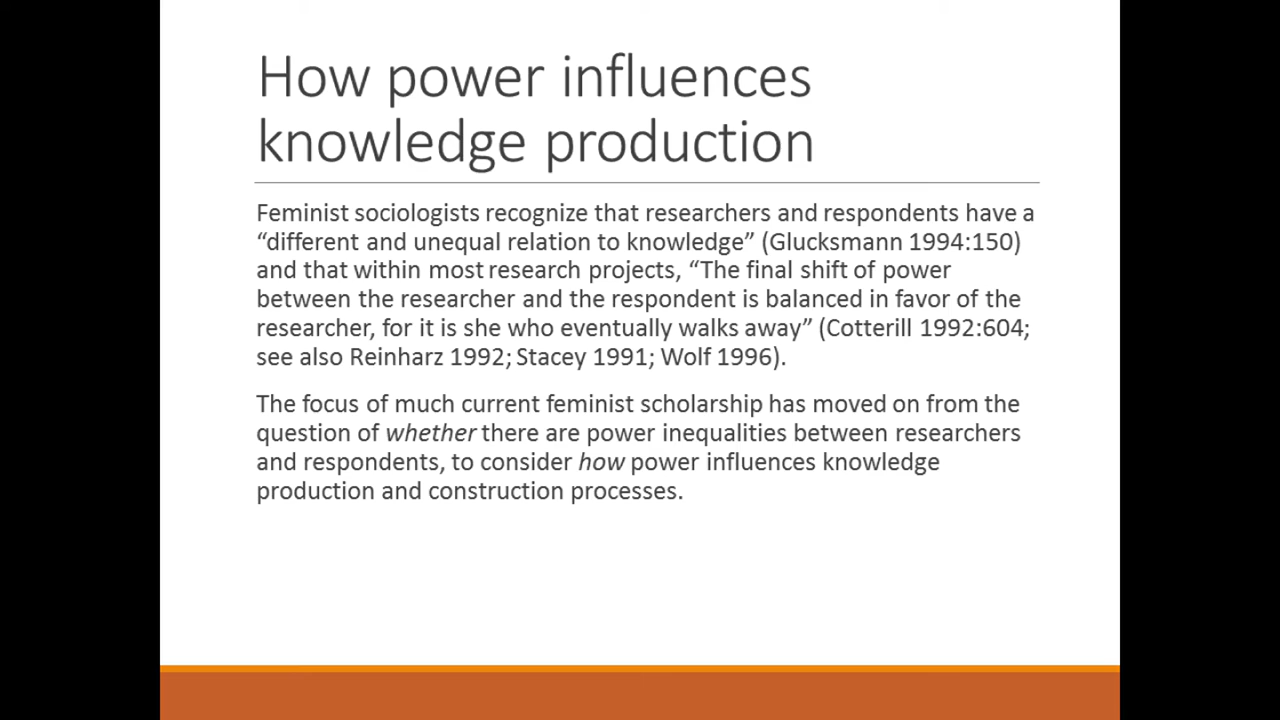 How power influences
knowledge production
Feminist sociologists recognize that researchers and respondents have a
“different and unequal relation to knowledge” (Glucksmann 1994:150)
and that within most research projects, “The final shift of power
between the researcher and the respondent is balanced in favor of the
researcher, for it is she who eventually walks away” (Cotterill 1992:604;
see also Reinharz 1992; Stacey 1991; Wolf 1996).
The focus of much current feminist scholarship has moved on from the
question of whether there are power inequalities between researchers
and respondents, to consider how power influences knowledge
production and construction processes.